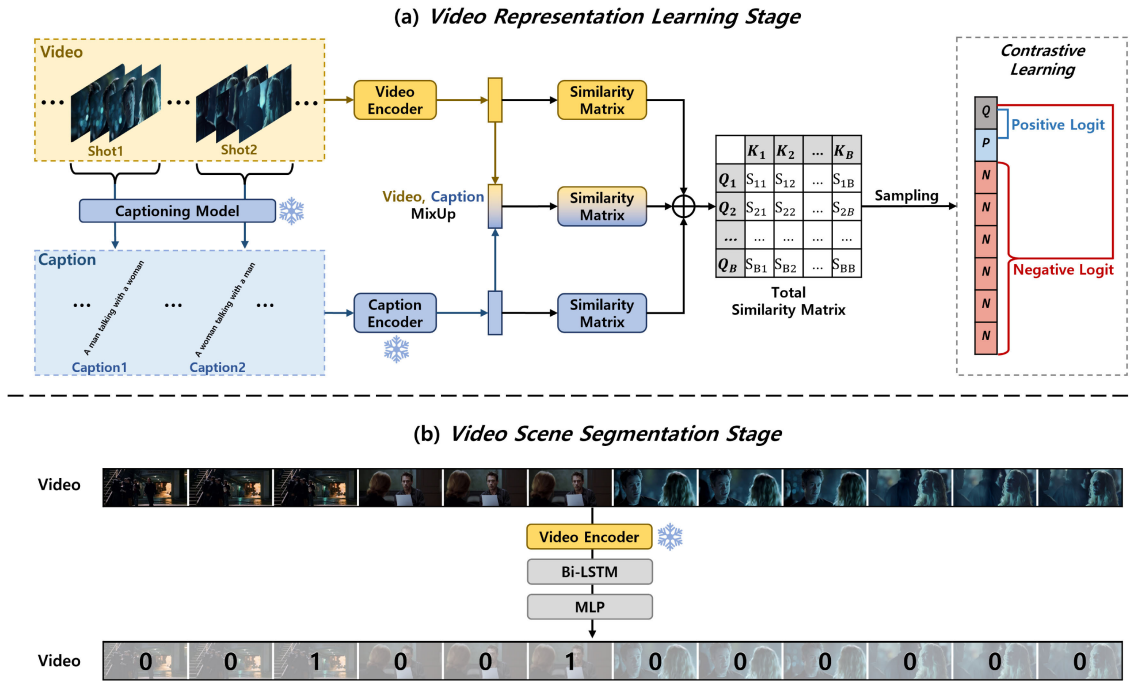 (a) Video Representation Learning Stage
Video
... ... ...
Shot1
Shot2
Captioning Model
Caption
... ... ...
A man talking with a woman
A woman talking with a man
Caption1
Caption2
Video
Encoder
Caption
Encoder
Video, Caption
MixUp
Similarity
Matrix
Similarity
Matrix
Similarity
Matrix
K1 K2 ... KB
Q1 S11 S12 ... S1B
Q2 S21 S22 ... S2B
... ... ... ... ...
QB SB1 SB2 ... SBB
Total
Similarity Matrix
Sampling
Contrastive
Learning
Q
P
N
N
N
N
N
N
Positive Logit
Negative Logit
(b) Video Scene Segmentation Stage
Video
Video Encoder
Bi-LSTM
MLP
Video
0 0 1 0 0 1 0 0 0 0 0 0